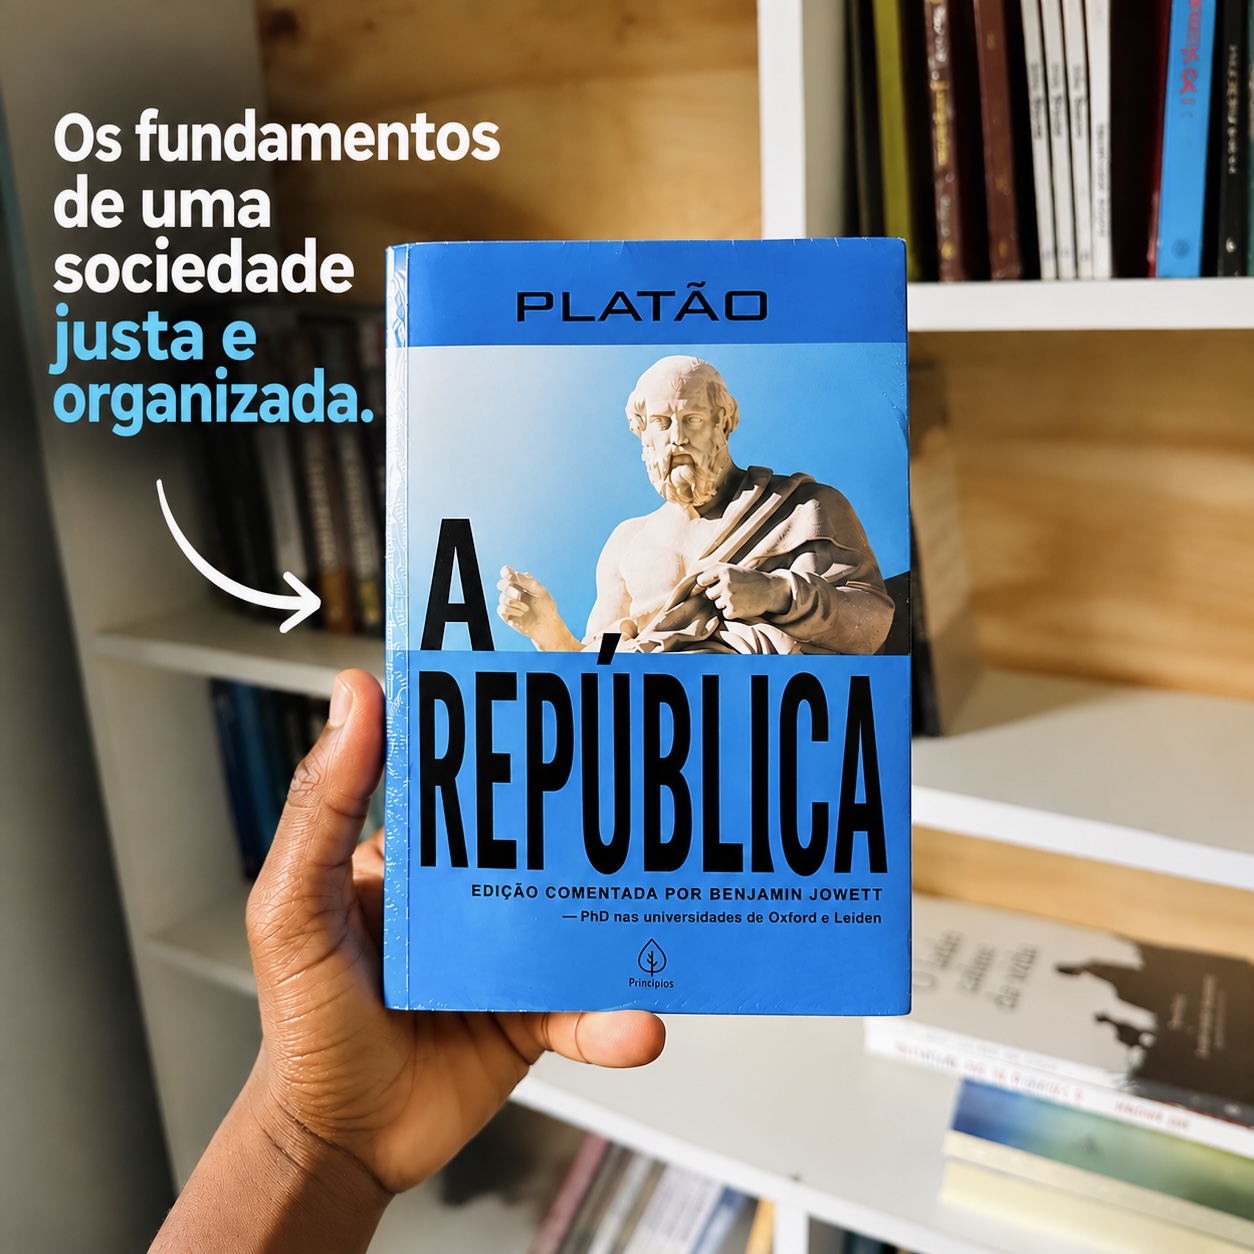 Os fundamentos
de uma
sociedade
justa e
organizada.
PLATÃO
A
REPÚBLICA
EDIÇÃO COMENTADA POR BENJAMIN JOWETT
— PhD nas universidades de Oxford e Leiden
Principios